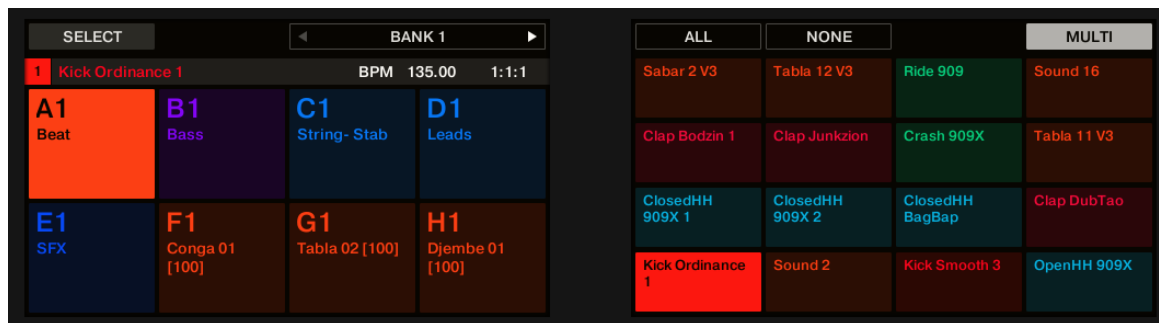 SELECT
BANK 1
1 Kick Ordinance 1 BPM 135.00 1:1:1
A1
Beat
B1
Bass
C1
String- Stab
D1
Leads
E1
SFX
F1
Conga 01
[100]
G1
Tabla 02 [100]
H1
Djembe 01
[100]
ALL
NONE
MULTI
Sabar 2 V3
Tabla 12 V3
Ride 909
Sound 16
Clap Bodzin 1
Clap Junkzion
Crash 909X
Tabla 11 V3
ClosedHH
909X 1
ClosedHH
909X 2
ClosedHH
BagBap
Clap DubTao
Kick Ordinance
1
Sound 2
Kick Smooth 3
OpenHH 909X